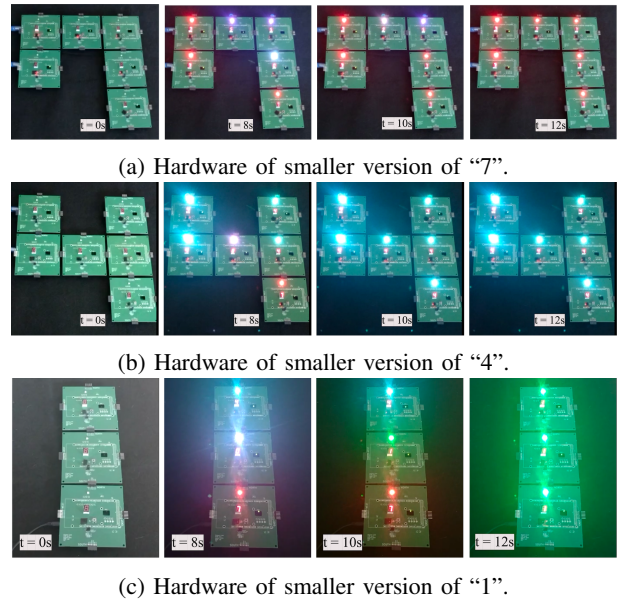 t = 0s t = 8s t = 10s t = 12s
(a) Hardware of smaller version of “7”.
t = 0s t = 8s t = 10s t = 12s
(b) Hardware of smaller version of “4”.
t = 0s t = 8s t = 10s t = 12s
(c) Hardware of smaller version of “1”.